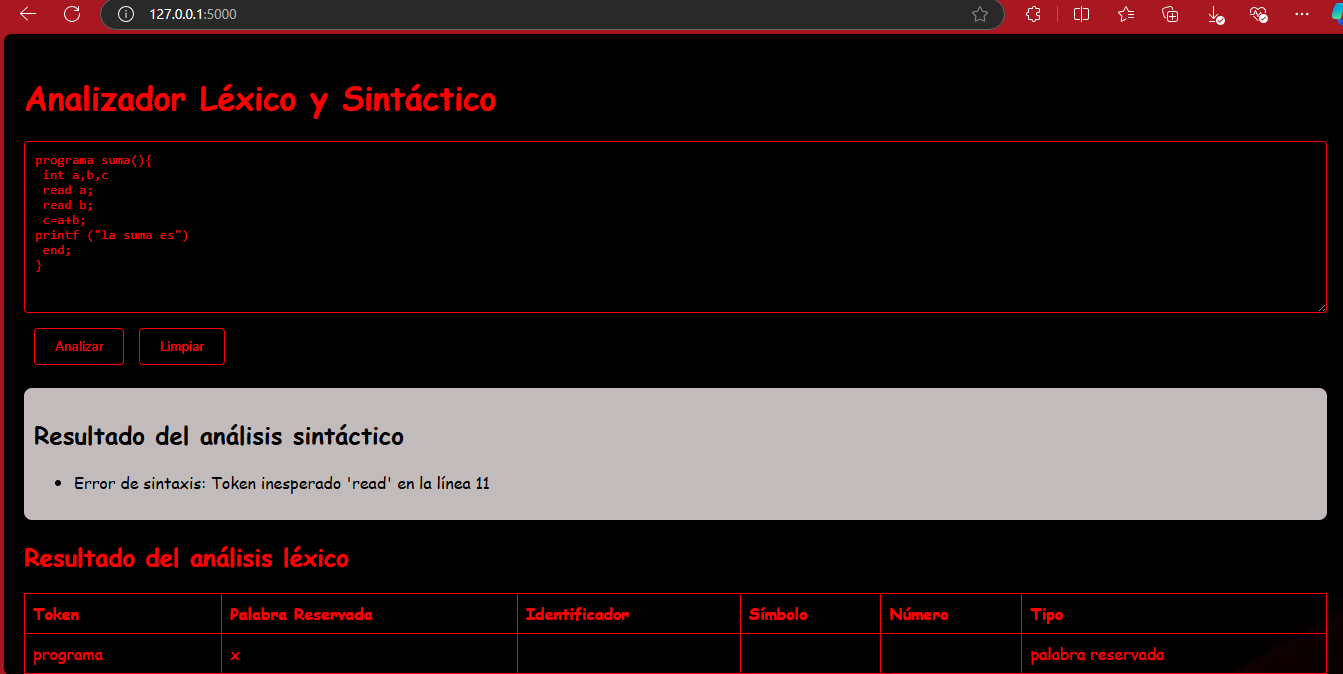 127.0.0.1:5000
Analizador Léxico y Sintáctico
programa suma(){
int a,b,c
read a;
read b;
c=a+b;
printf ("la suma es")
end;
}
Analizar Limpiar
Resultado del análisis sintáctico
Error de sintaxis: Token inesperado 'read' en la línea 11
Resultado del análisis léxico
Token Palabra Reservada Identificador Símbolo Número Tipo
programa x palabra reservada